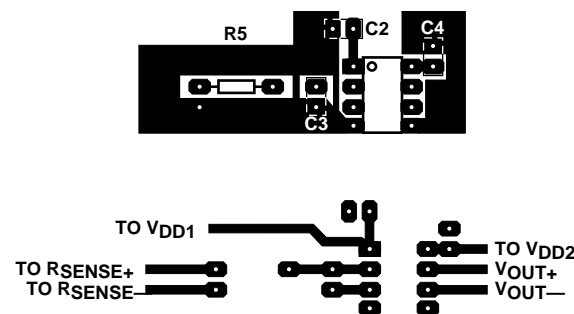 R5
C2
C4
C3
TO VDD1
TO VDD2
TO RSENSE+
VOUT+
TO RSENSE—
VOUT—